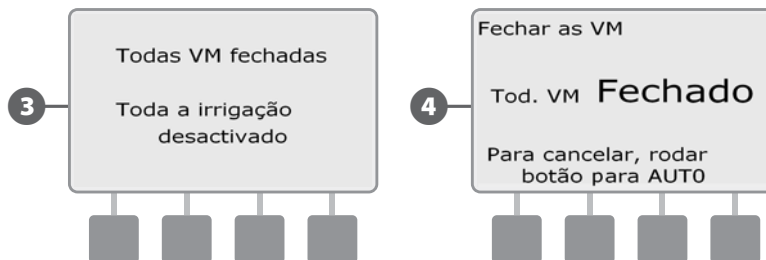 3
Todas VM fechadas
Toda a irrigação
desactivado
4
Fechar as VM
Tod. VM Fechado
Para cancelar, rodar
botão para AUT0